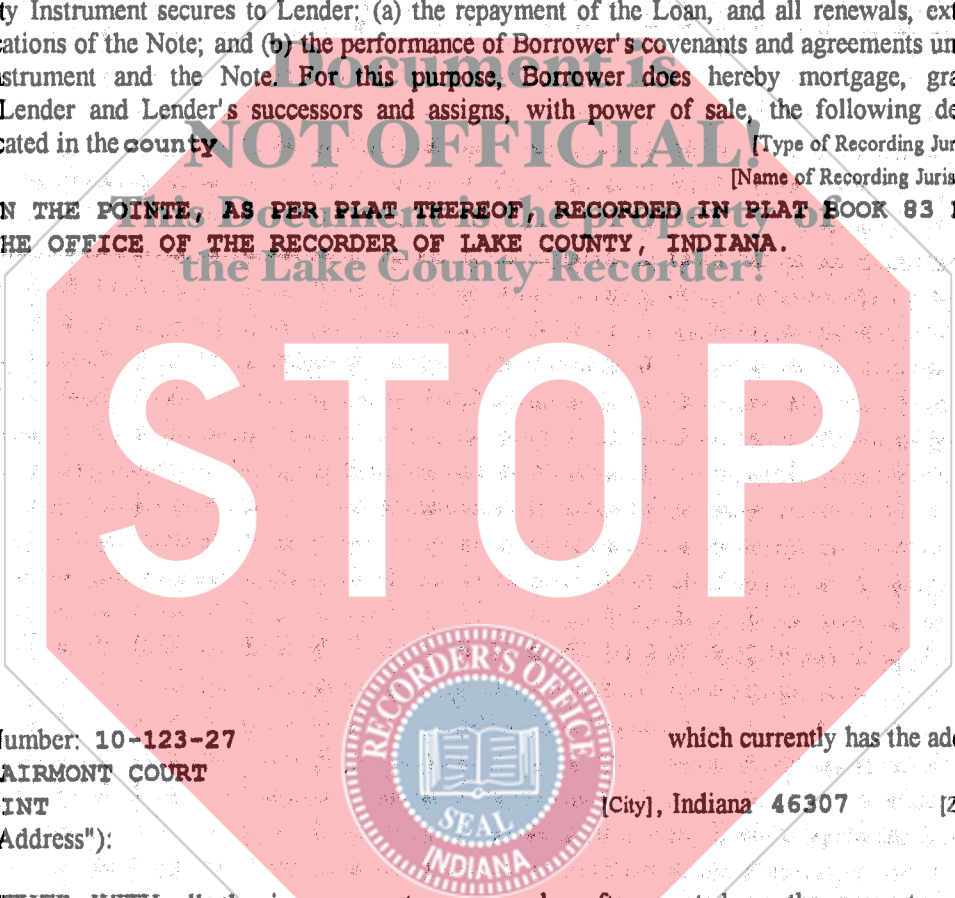 ty Instrument secures to Lender: (a) the repayment of the Loan, and all renewals, ext
cations of the Note; and (b) the performance of Borrower's covenants and agreements un
strument and the Note. For this purpose, Borrower does hereby mortgage, gra
Lender and Lender's successors and assigns, with power of sale, the following de
cated in the county [Type of Recording Jur
[Name of Recording Juris
N THE POINTE, AS PER PLAT THEREOF, RECORDED IN PLAT BOOK 83
HE OFFICE OF THE RECORDER OF LAKE COUNTY, INDIANA.
Document is
NOT OFFICIAL!
This Document is the property of
the Lake County Recorder!
STOP
RECORDER'S OFFICE
SEAL
INDIANA
umber: 10-123-27 which currently has the add
AIRMONT COURT
INT [City], Indiana 46307 [Z
Address"):